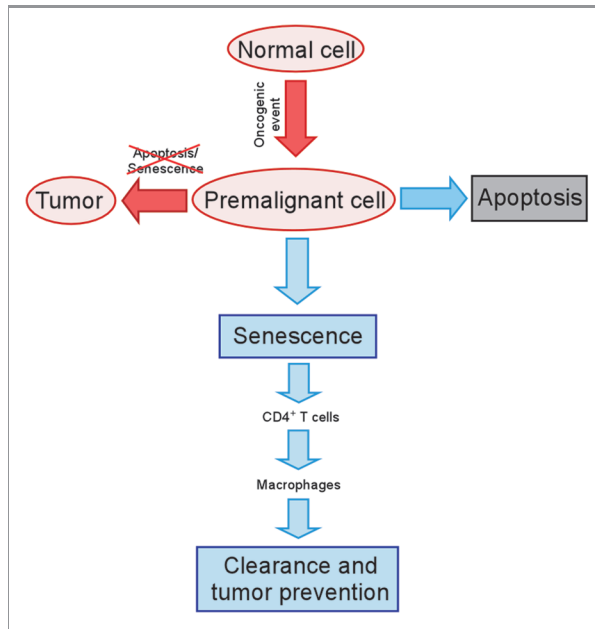 Normal cell
Oncogenic
event
Apoptosis/
Senescence
Tumor
Premalignant cell
Apoptosis
Senescence
CD4⁺ T cells
Macrophages
Clearance and
tumor prevention